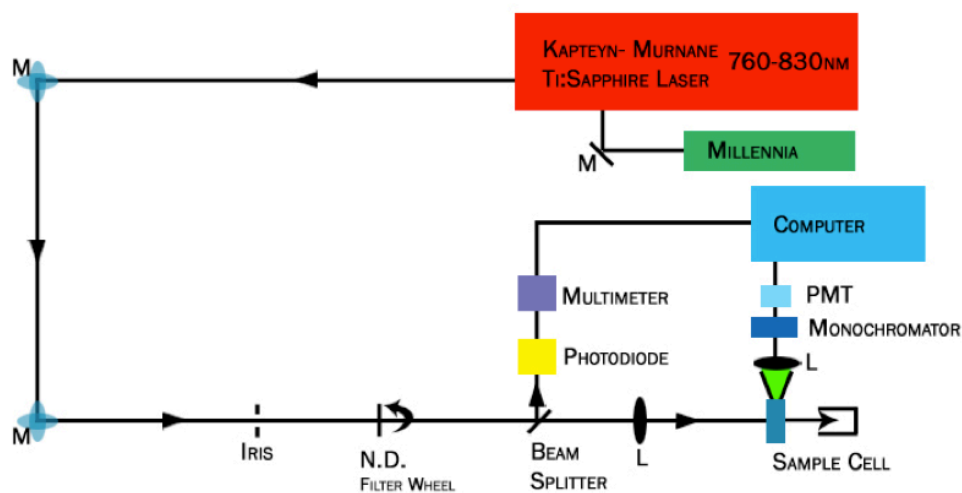 KAPTEYN- MURNANE
TI:SAPPHIRE LASER
760-830NM
M
M
MILLENNIA
COMPUTER
MULTIMETER
PMT
MONOCHROMATOR
PHOTODIODE
L
M
IRIS
N.D.
FILTER WHEEL
BEAM
SPLITTER
L
SAMPLE CELL